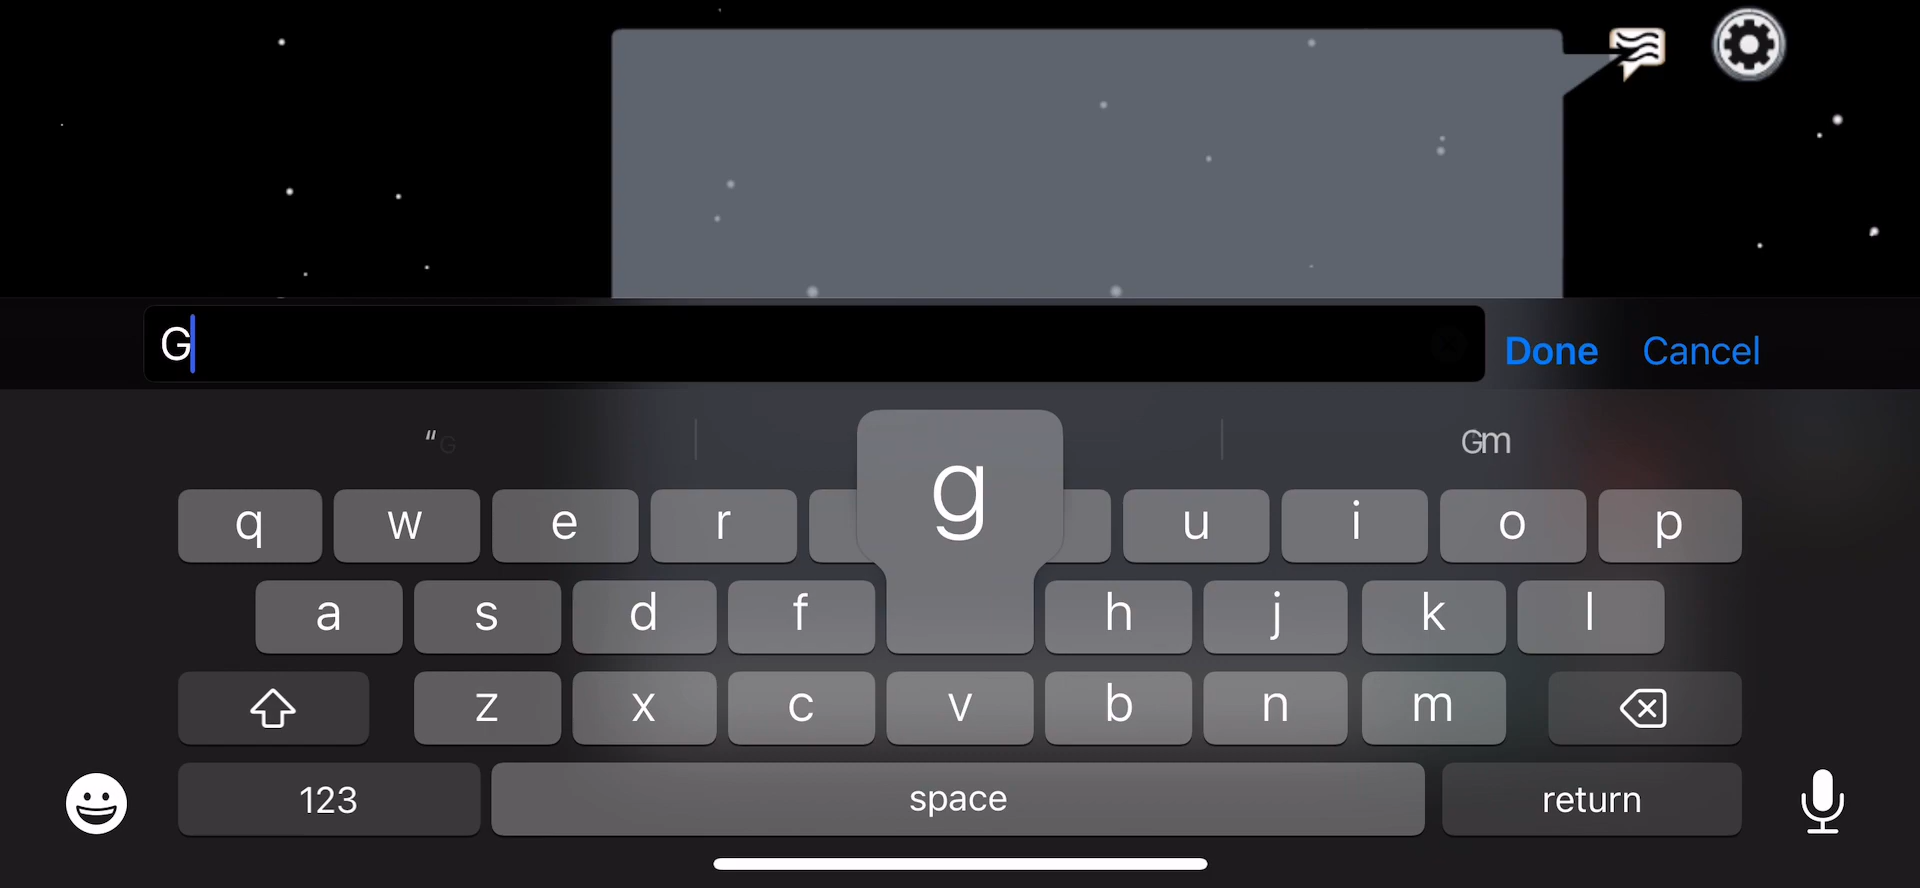 G
Done Cancel
" G Gm
g
q w e r u i o p
a s d f h j k l
z x c v b n m
123 space return